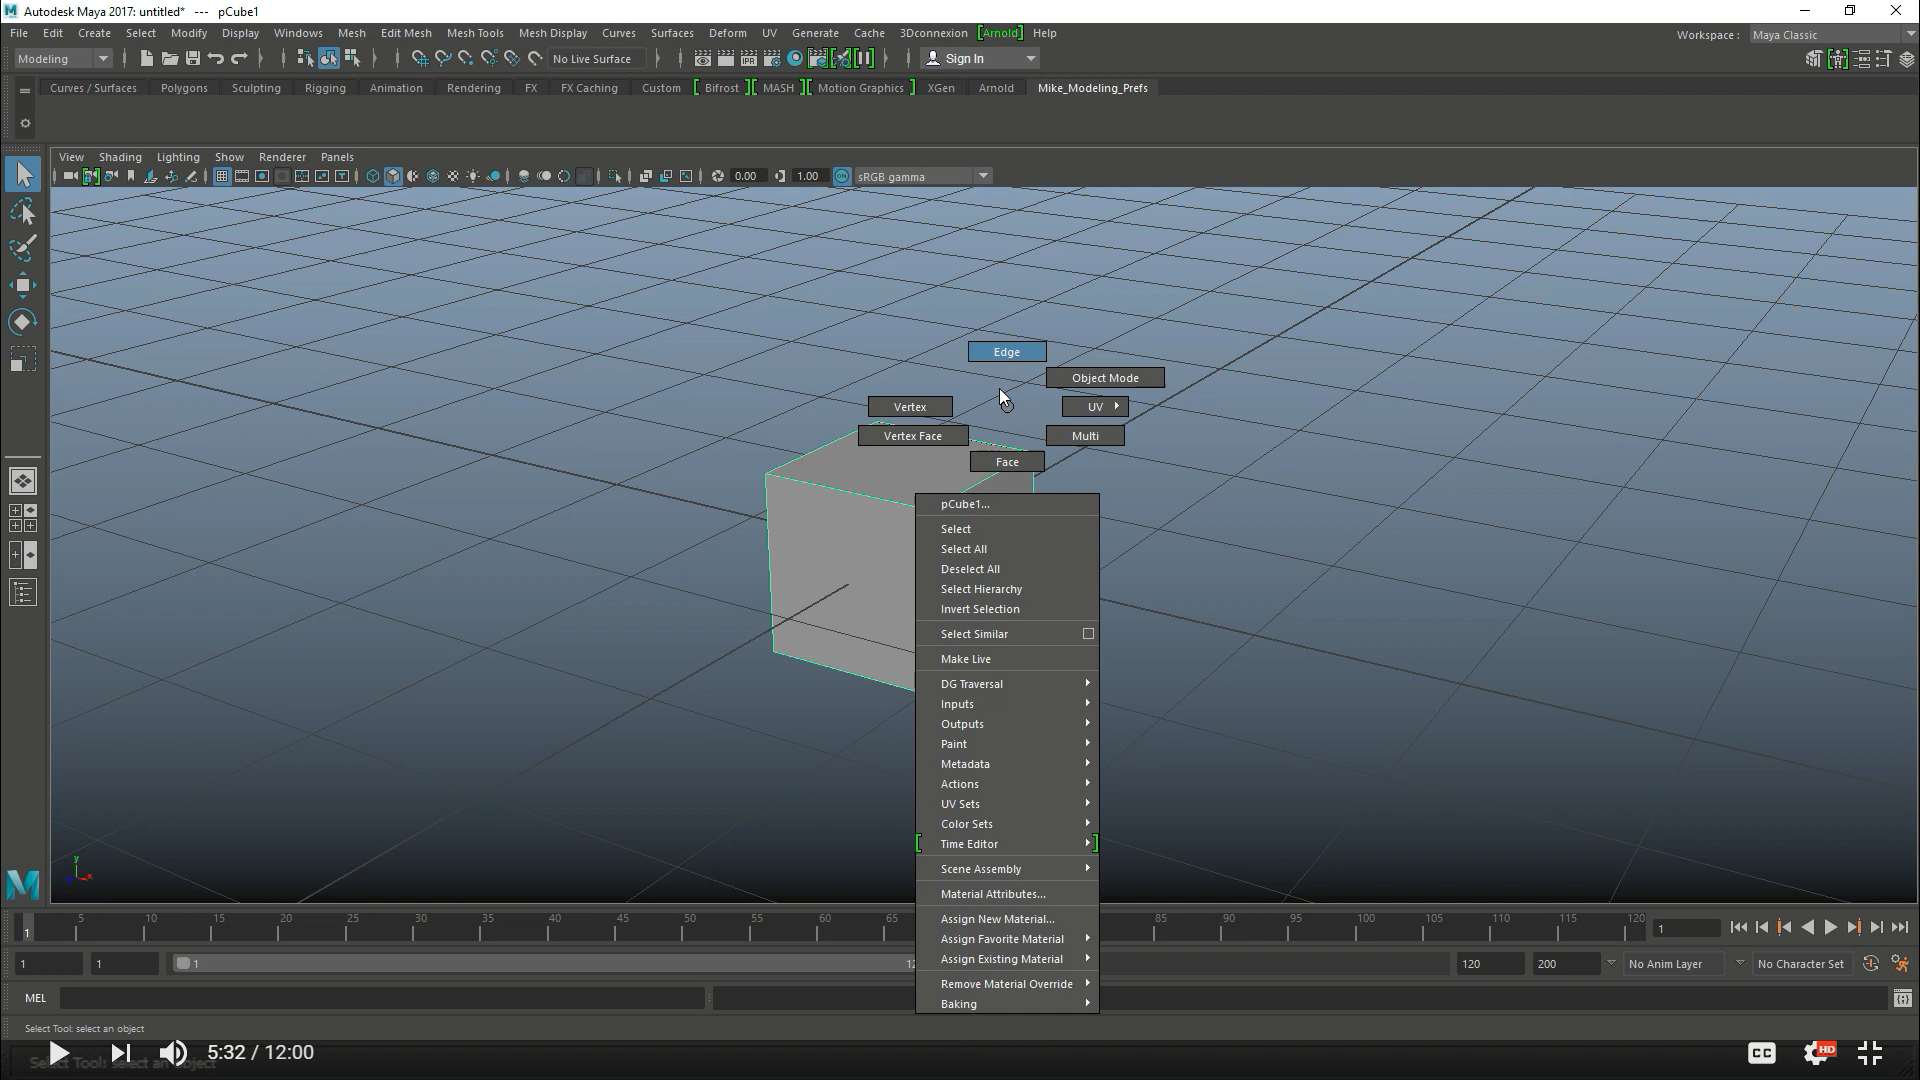 Autodesk Maya 2017: untitled* --- pCube1
File Edit Create Select Modify Display Windows Mesh Edit Mesh Mesh Tools Mesh Display Curves Surfaces Deform UV Generate Cache 3Dconnexion [Arnold] Help Workspace : Maya Classic
Modeling No Live Surface IPR Sign In
Curves / Surfaces Polygons Sculpting Rigging Animation Rendering FX FX Caching Custom [ Bifrost ][ MASH ][ Motion Graphics ] XGen Arnold Mike_Modeling_Prefs
View Shading Lighting Show Renderer Panels
0.00 1.00 ON sRGB gamma
Edge
Object Mode
Vertex UV
Vertex Face Multi
Face
pCube1...
Select
Select All
Deselect All
Select Hierarchy
Invert Selection
Select Similar
Make Live
DG Traversal
Inputs
Outputs
Paint
Metadata
Actions
UV Sets
Color Sets
[ Time Editor ]
Scene Assembly
Material Attributes...
Assign New Material...
Assign Favorite Material
Assign Existing Material
Remove Material Override
Baking
y
x
M
1 5 10 15 20 25 30 35 40 45 50 55 60 65 85 90 95 100 105 110 115 120 1
1 1 1 12 120 200 No Anim Layer No Character Set
MEL
Select Tool: select an object
Select Tool: select an object
5:32 / 12:00 CC HD